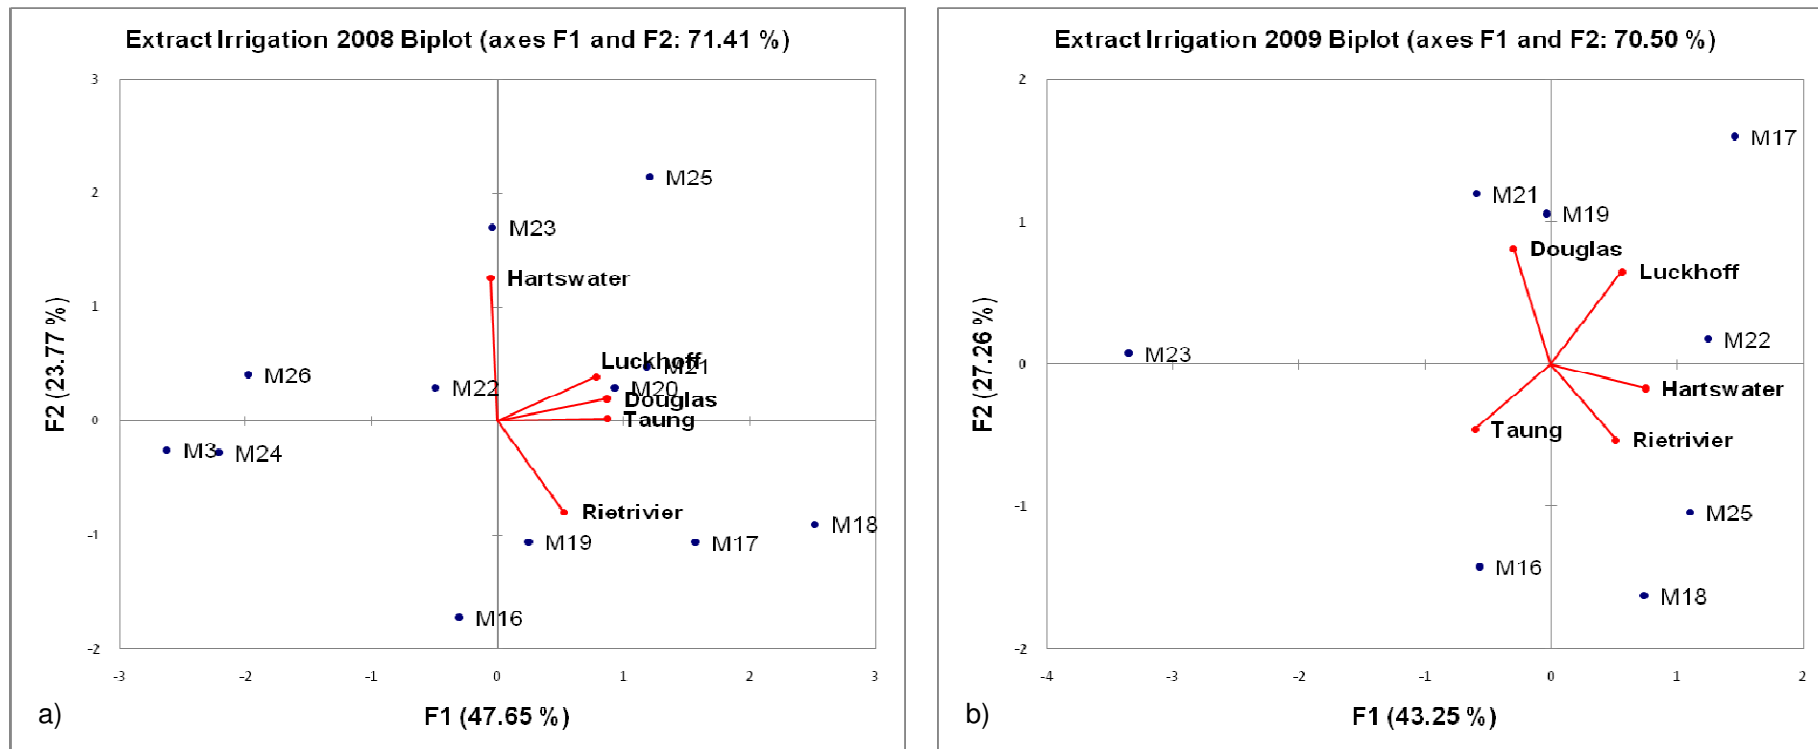 Extract Irrigation 2008 Biplot (axes F1 and F2: 71.41 %)
3
2
1
0
-1
-2
-3
-2
-1
0
1
2
3
F2 (23.77 %)
F1 (47.65 %)
M25
M23
Hartswater
Luckhoff
M21
M26
M22
M20
Douglas
Taung
M3
M24
Rietrivier
M18
M19
M17
M16
a)
Extract Irrigation 2009 Biplot (axes F1 and F2: 70.50 %)
2
1
0
-1
-2
-4
-3
-2
-1
0
1
2
F2 (27.26 %)
F1 (43.25 %)
M17
M21
M19
Douglas
Luckhoff
M22
M23
Hartswater
Taung
Rietrivier
M25
M16
M18
b)